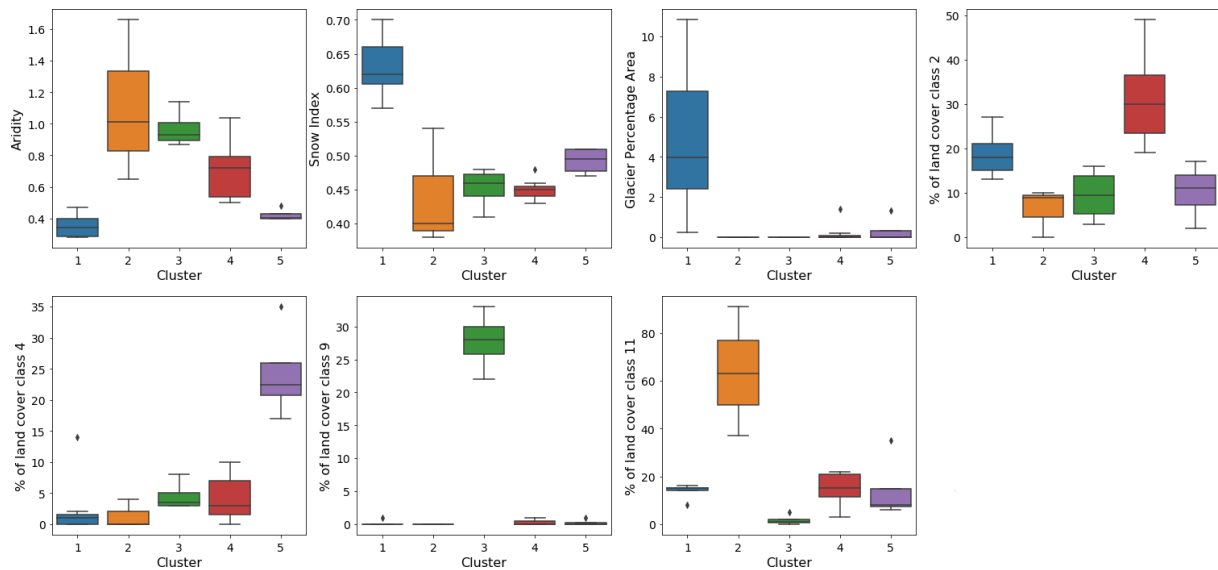 Aridity
1.6
1.4
1.2
1.0
0.8
0.6
0.4
1 2 3 4 5
Cluster
Snow Index
0.70
0.65
0.60
0.55
0.50
0.45
0.40
1 2 3 4 5
Cluster
Glacier Percentage Area
10
8
6
4
2
0
1 2 3 4 5
Cluster
% of land cover class 2
50
40
30
20
10
0
1 2 3 4 5
Cluster
% of land cover class 4
35
30
25
20
15
10
5
0
1 2 3 4 5
Cluster
% of land cover class 9
30
25
20
15
10
5
0
1 2 3 4 5
Cluster
% of land cover class 11
80
60
40
20
0
1 2 3 4 5
Cluster